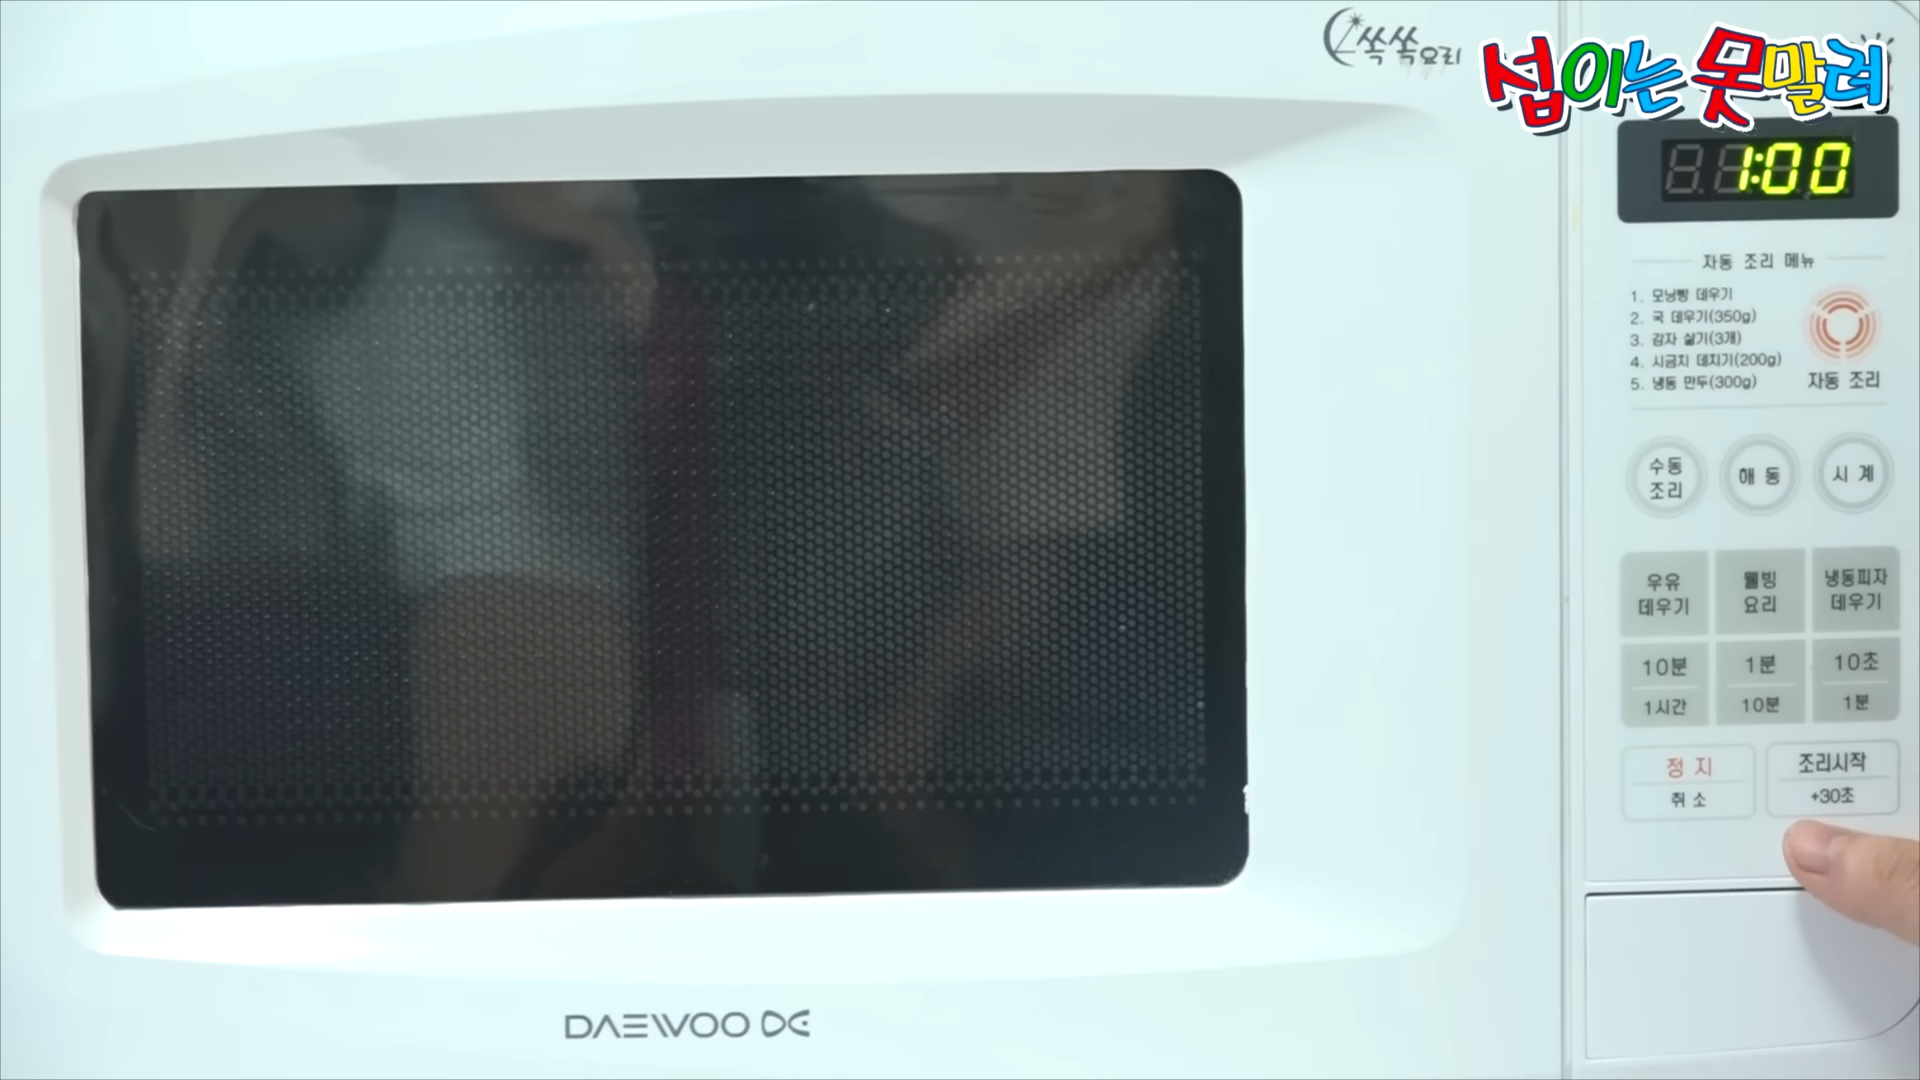 쏙쏙요리
섭이는 못말려
1:00
자동 조리 메뉴
1. 모닝빵 데우기
2. 국 데우기(350g)
3. 감자 삶기(3개)
4. 시금치 데치기(200g)
5. 냉동 만두(300g)
자동 조리
수동 조리
해동
시계
우유 데우기
웰빙 요리
냉동피자 데우기
10분
1시간
1분
10분
10초
1분
정지
취소
조리시작
+30초
DAEWOO